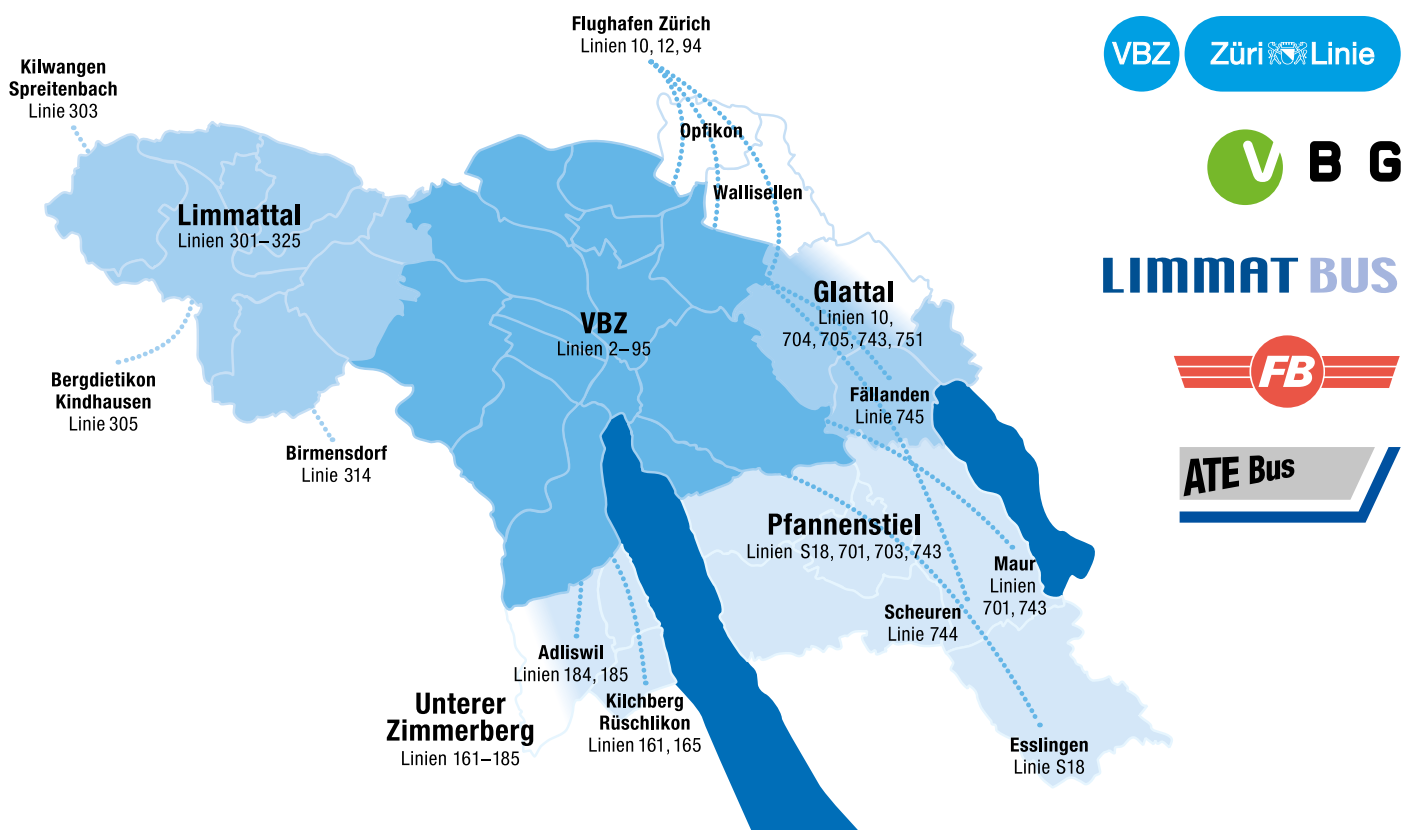 Flughafen Zürich
Linien 10, 12, 94
Kilwangen
Spreitenbach
Linie 303
Opfikon
Wallisellen
Limmattal
Linien 301–325
Glattal
Linien 10,
704, 705, 743, 751
VBZ
Linien 2–95
Bergdietikon
Kindhausen
Linie 305
Fällanden
Linie 745
Birmensdorf
Linie 314
Pfannenstiel
Linien S18, 701, 703, 743
Maur
Linien
701, 743
Scheuren
Linie 744
Adliswil
Linien 184, 185
Unterer
Zimmerberg
Linien 161–185
Kilchberg
Rüschlikon
Linien 161, 165
Esslingen
Linie S18
VBZ Züri Linie
V B G
LIMMAT BUS
FB
ATE Bus